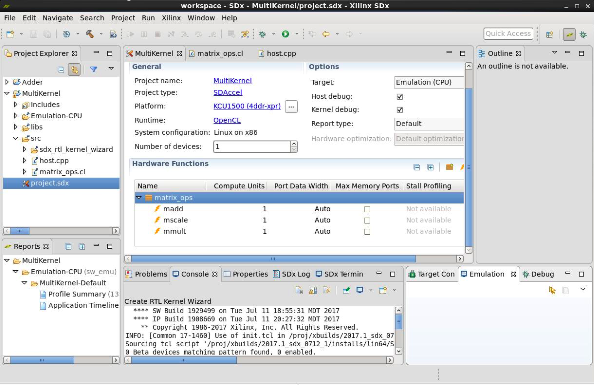 workspace - SDx - MultiKernel/project.sdx - Xilinx SDx
File Edit Navigate Search Project Run Xilinx Window Help
Quick Access
Project Explorer
Adder
MultiKernel
Includes
Emulation-CPU
libs
src
sdx_rtl_kernel_wizard
host.cpp
matrix_ops.cl
project.sdx
Reports
MultiKernel
Emulation-CPU (sw_emu)
MultiKernel-Default
Profile Summary (13
Application Timeline
MultiKernel
matrix_ops.cl
host.cpp
General
Project name: MultiKernel
Project type: SDAccel
Platform: KCU1500 (4ddr-xpr) ...
Runtime: OpenCL
System configuration: Linux on x86
Number of devices: 1
Options
Target: Emulation (CPU)
Host debug:
Kernel debug:
Report type: Default
Hardware optimization: Default optimization
Hardware Functions
Name Compute Units Port Data Width Max Memory Ports Stall Profiling
matrix_ops
madd 1 Auto Not available
mscale 1 Auto Not available
mmult 1 Auto Not available
Outline
An outline is not available.
Problems Console Properties SDx Log SDx Termin
Create RTL Kernel Wizard
**** SW Build 1929499 on Tue Jul 11 18:55:31 MDT 2017
**** IP Build 1908669 on Tue Jul 11 20:27:32 MDT 2017
** Copyright 1986-2017 Xilinx, Inc. All Rights Reserved.
INFO: [Common 17-1460] Use of init.tcl in /proj/xbuilds/2017.1_sdx_07
Sourcing tcl script '/proj/xbuilds/2017.1_sdx_0712_1/installs/lin64/S
0 Beta devices matching pattern found, 0 enabled.
Target Con Emulation Debug